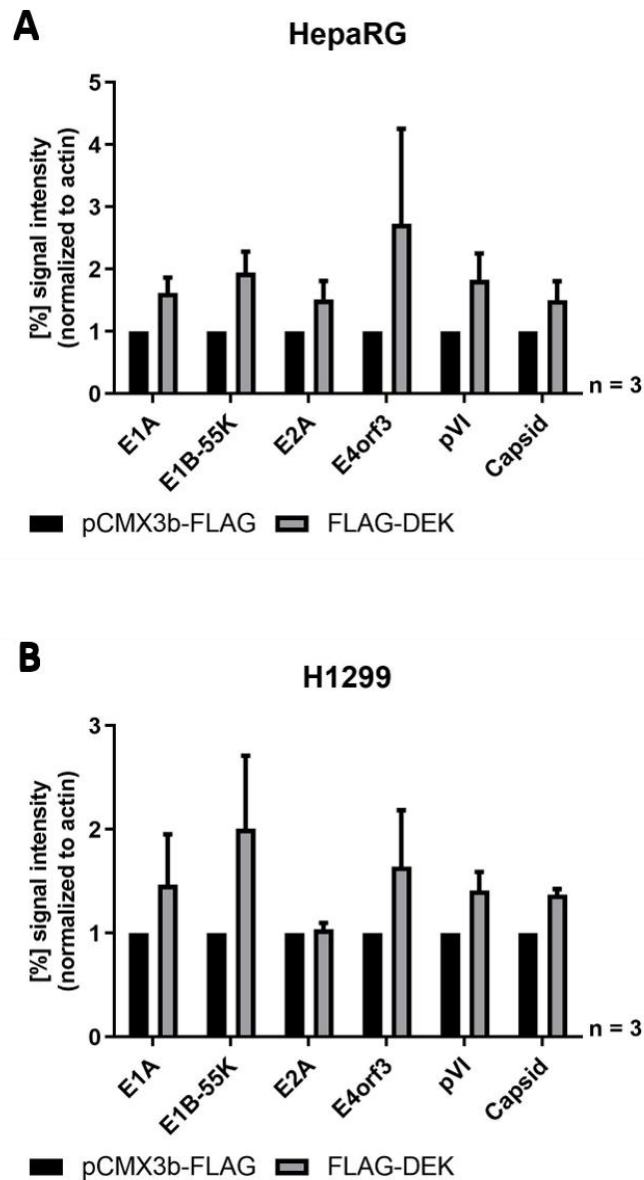 A
HepaRG
[%] signal intensity
(normalized to actin)
5
4
3
2
1
0
n = 3
E1A
E1B-55K
E2A
E4orf3
pVI
Capsid
pCMX3b-FLAG
FLAG-DEK
B
H1299
[%] signal intensity
(normalized to actin)
3
2
1
0
n = 3
E1A
E1B-55K
E2A
E4orf3
pVI
Capsid
pCMX3b-FLAG
FLAG-DEK